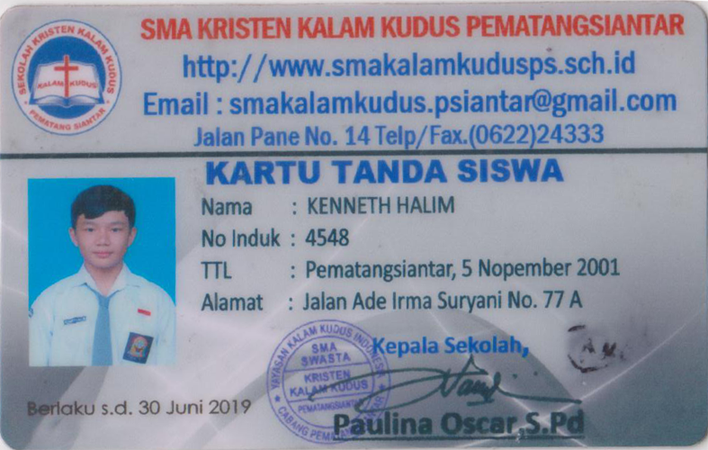 SMA KRISTEN KALAM KUDUS PEMATANGSIANTAR
http://www.smakalamkudusps.sch.id
Email : smakalamkudus.psiantar@gmail.com
Jalan Pane No. 14 Telp/Fax.(0622)24333
SEKOLAH KRISTEN KALAM KUDUS
KALAM KUDUS
PEMATANG SIANTAR
KARTU TANDA SISWA
Nama : KENNETH HALIM
No Induk : 4548
TTL : Pematangsiantar, 5 Nopember 2001
Alamat : Jalan Ade Irma Suryani No. 77 A
Kepala Sekolah,
YAYASAN KALAM KUDUS INDONESIA
SMA
SWASTA
KRISTEN
KALAM KUDUS
PEMATANGSIANTAR
Paulina Oscar,S.Pd
Berlaku s.d. 30 Juni 2019